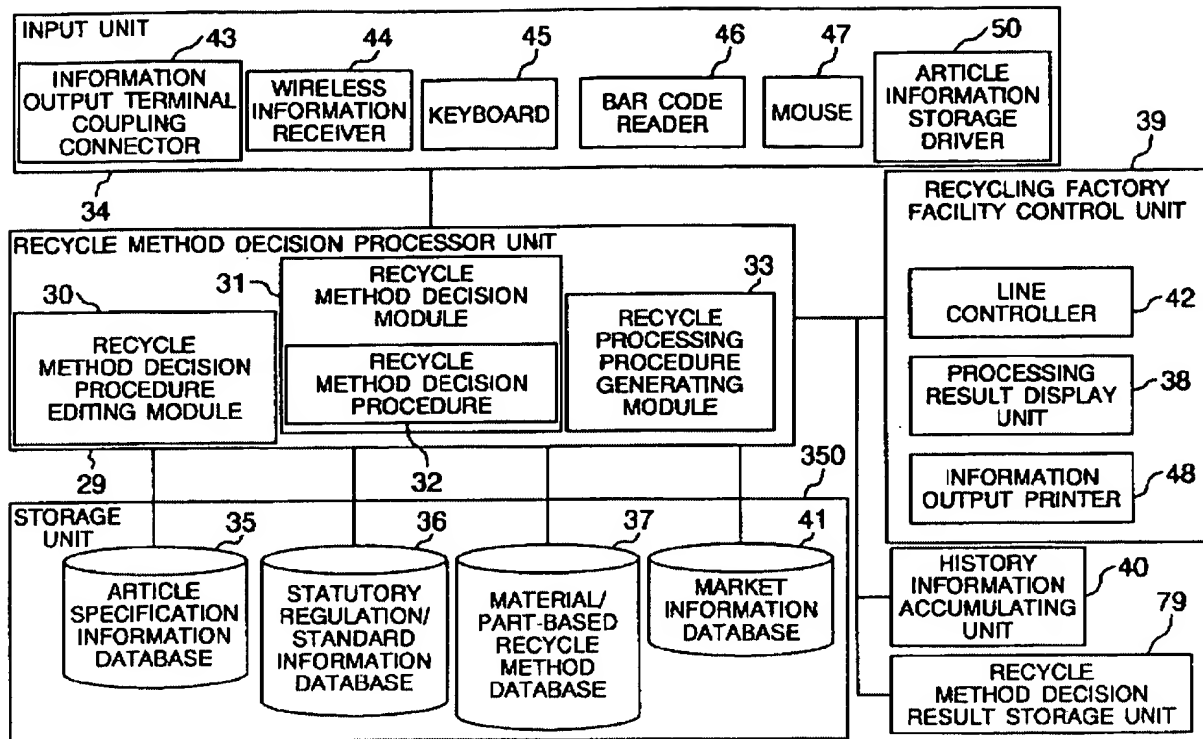 INPUT UNIT
43
44
45
46
47
50
INFORMATION
OUTPUT TERMINAL
COUPLING
CONNECTOR
WIRELESS
INFORMATION
RECEIVER
KEYBOARD
BAR CODE
READER
MOUSE
ARTICLE
INFORMATION
STORAGE
DRIVER
34
39
RECYCLING FACTORY
FACILITY CONTROL UNIT
LINE
CONTROLLER
42
PROCESSING
RESULT DISPLAY
UNIT
38
INFORMATION
OUTPUT PRINTER
48
RECYCLE METHOD DECISION PROCESSOR UNIT
30
31
33
RECYCLE
METHOD DECISION
PROCEDURE
EDITING MODULE
RECYCLE
METHOD DECISION
MODULE
RECYCLE
METHOD DECISION
PROCEDURE
RECYCLE
PROCESSING
PROCEDURE
GENERATING
MODULE
29
32
350
STORAGE
UNIT
35
36
37
41
ARTICLE
SPECIFICATION
INFORMATION
DATABASE
STATUTORY
REGULATION/
STANDARD
INFORMATION
DATABASE
MATERIAL/
PART-BASED
RECYCLE
METHOD
DATABASE
MARKET
INFORMATION
DATABASE
HISTORY
INFORMATION
ACCUMULATING
UNIT
40
79
RECYCLE
METHOD DECISION
RESULT STORAGE UNIT